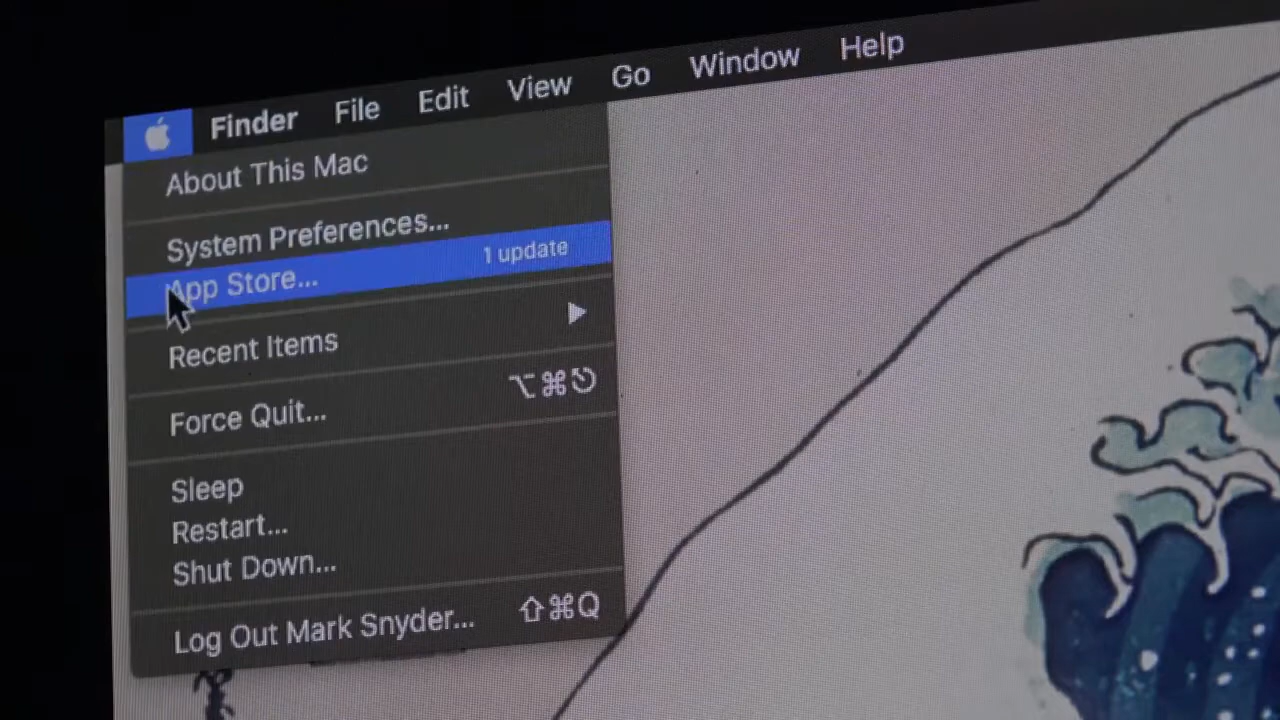 Finder File Edit View Go Window Help
About This Mac
System Preferences...
App Store... 1 update
Recent Items ▶
Force Quit... ⌥⌘⎋
Sleep
Restart...
Shut Down...
Log Out Mark Snyder... ⇧⌘Q